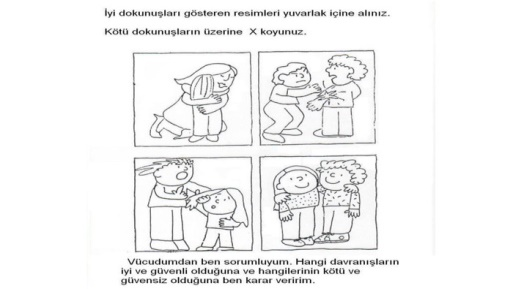 İyi dokunuşları gösteren resimleri yuvarlak içine alınız.
Kötü dokunuşların üzerine X koyunuz.
Vücudumdan ben sorumluyum. Hangi davranışların
iyi ve güvenli olduğuna ve hangilerinin kötü ve
güvensiz olduğuna ben karar veririm.